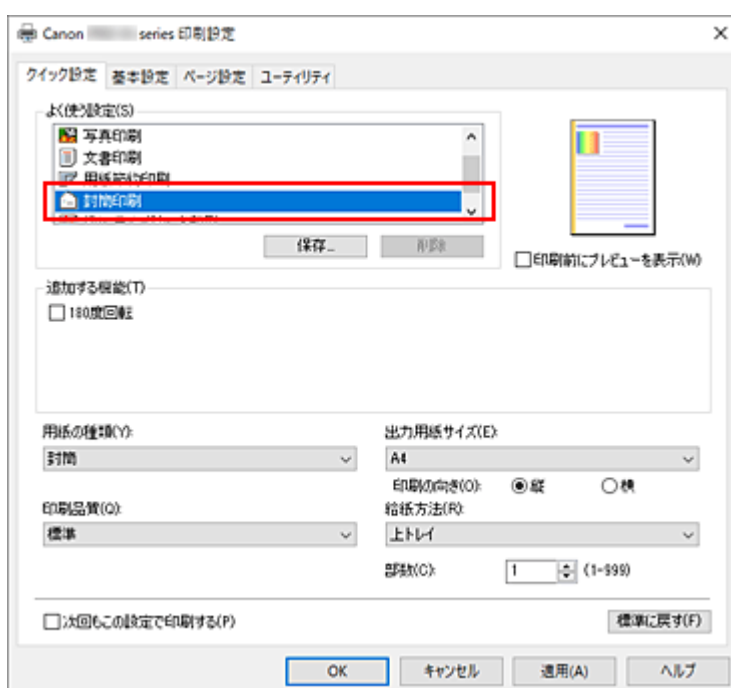 Canon series 印刷設定
クイック設定 基本設定 ページ設定 ユーティリティ
よく使う設定(S)
写真印刷
文書印刷
用紙節約印刷
封筒印刷
保存...
削除
印刷前にプレビューを表示(W)
追加する機能(T)
180度回転
用紙の種類(Y):
封筒
出力用紙サイズ(E):
A4
印刷の向き(O): 縦 横
印刷品質(Q):
標準
給紙方法(R):
上トレイ
部数(C): 1 (1-999)
次回もこの設定で印刷する(P)
標準に戻す(F)
OK キャンセル 適用(A) ヘルプ